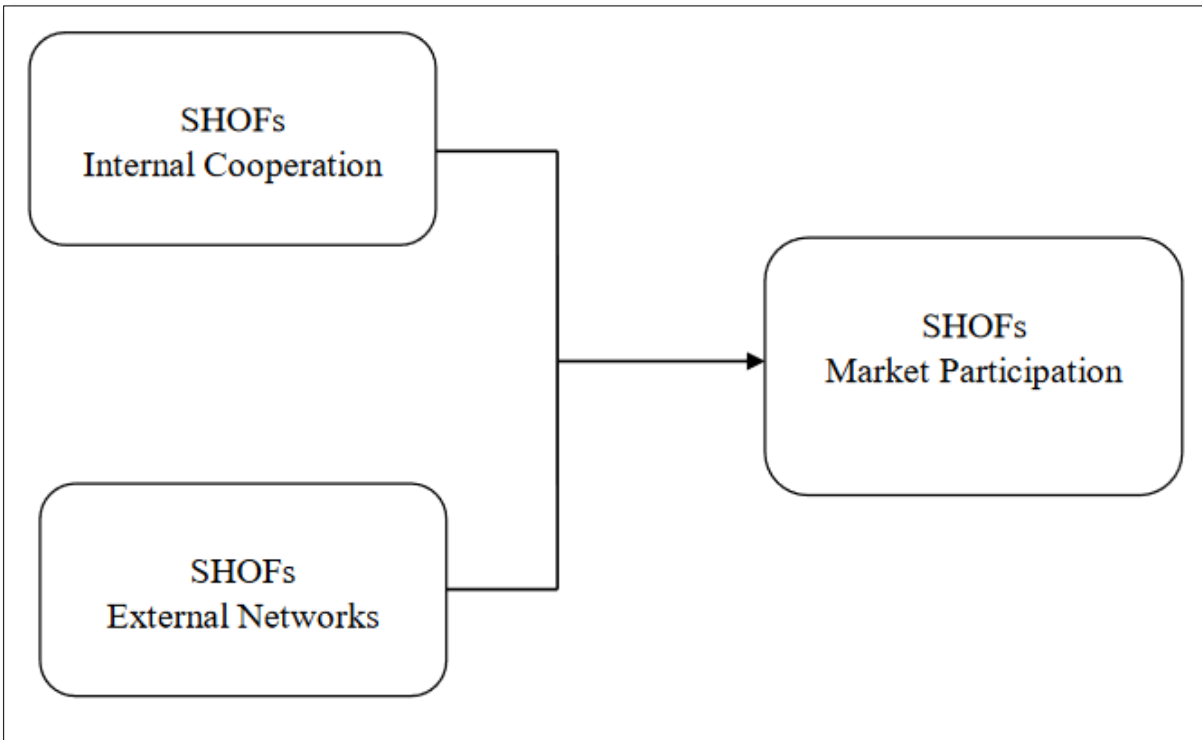 SHOFs
Internal Cooperation
SHOFs
Market Participation
SHOFs
External Networks